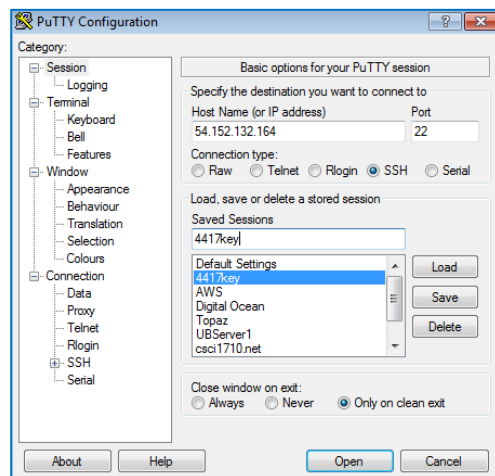 PuTTY Configuration
Category:
Session
Logging
Terminal
Keyboard
Bell
Features
Window
Appearance
Behaviour
Translation
Selection
Colours
Connection
Data
Proxy
Telnet
Rlogin
SSH
Serial
Basic options for your PuTTY session
Specify the destination you want to connect to
Host Name (or IP address) Port
54.152.132.164 22
Connection type:
Raw Telnet Rlogin SSH Serial
Load, save or delete a stored session
Saved Sessions
4417key
Default Settings
4417key
AWS
Digital Ocean
Topaz
UBServer1
csci1710.net
Load
Save
Delete
Close window on exit:
Always Never Only on clean exit
About Help Open Cancel